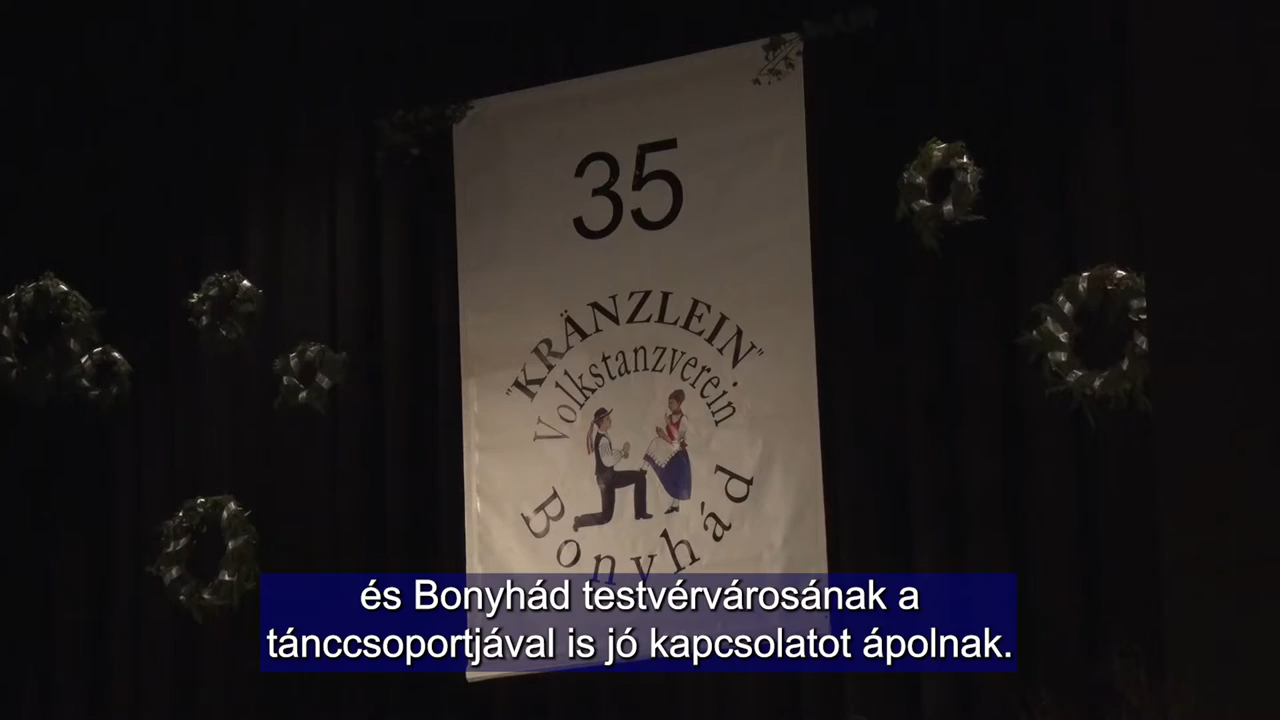 35
"KRÄNZLEIN"
Volkstanzverein
Bonyhád
és Bonyhád testvérvárosának a
tánccsoportjával is jó kapcsolatot ápolnak.